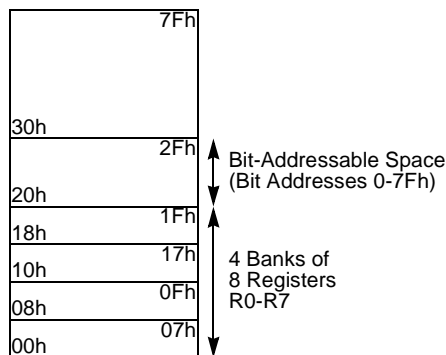 7Fh
30h
2Fh
20h
Bit-Addressable Space
(Bit Addresses 0-7Fh)
1Fh
18h
17h
10h
0Fh
08h
07h
00h
4 Banks of
8 Registers
R0-R7